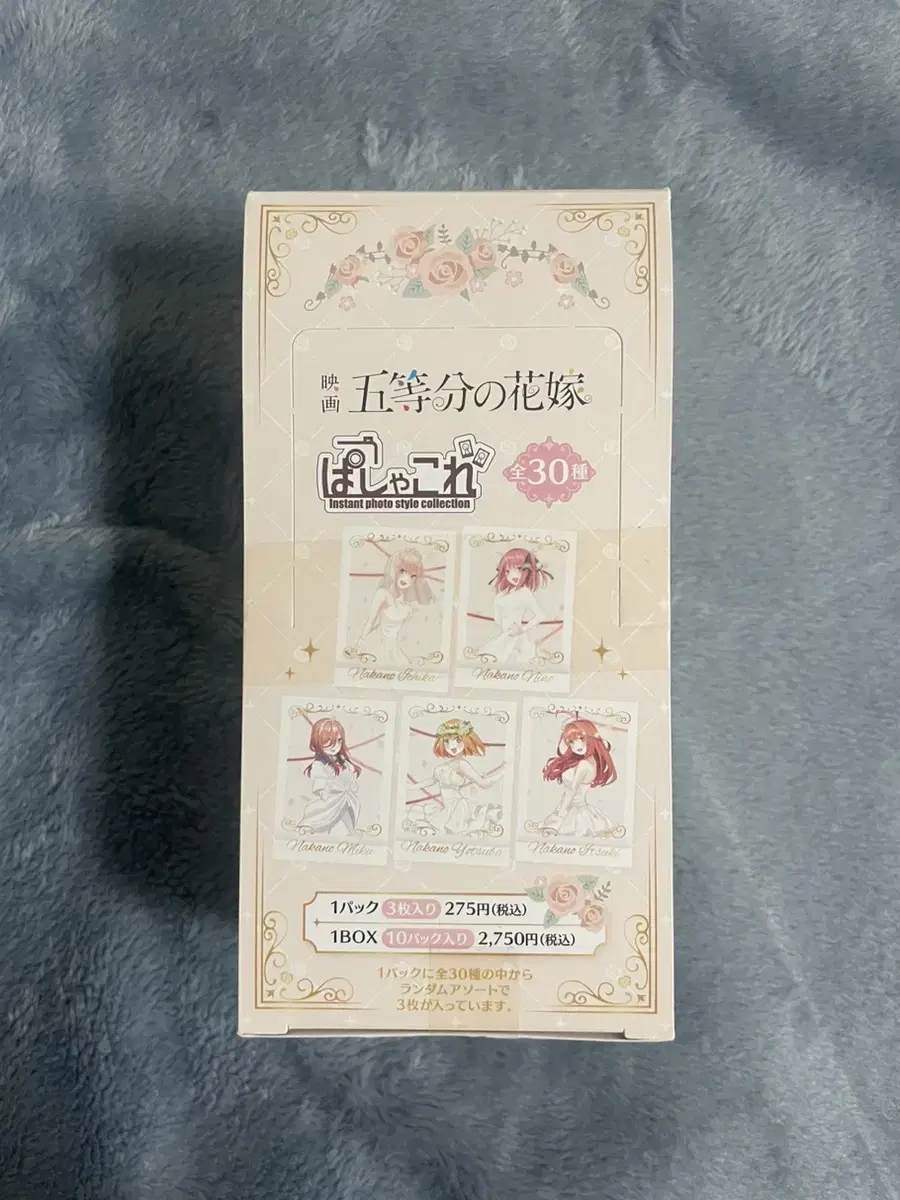 映画 五等分の花嫁
ぱしゃこれ
Instant photo style collection
全30種
Nakano Ichika
Nakano Nino
Nakano Miku
Nakano Yotsuba
Nakano Itsuki
1パック 3枚入り 275円(税込)
1BOX 10パック入り 2,750円(税込)
1パックに全30種の中から
ランダムアソートで
3枚が入っています。